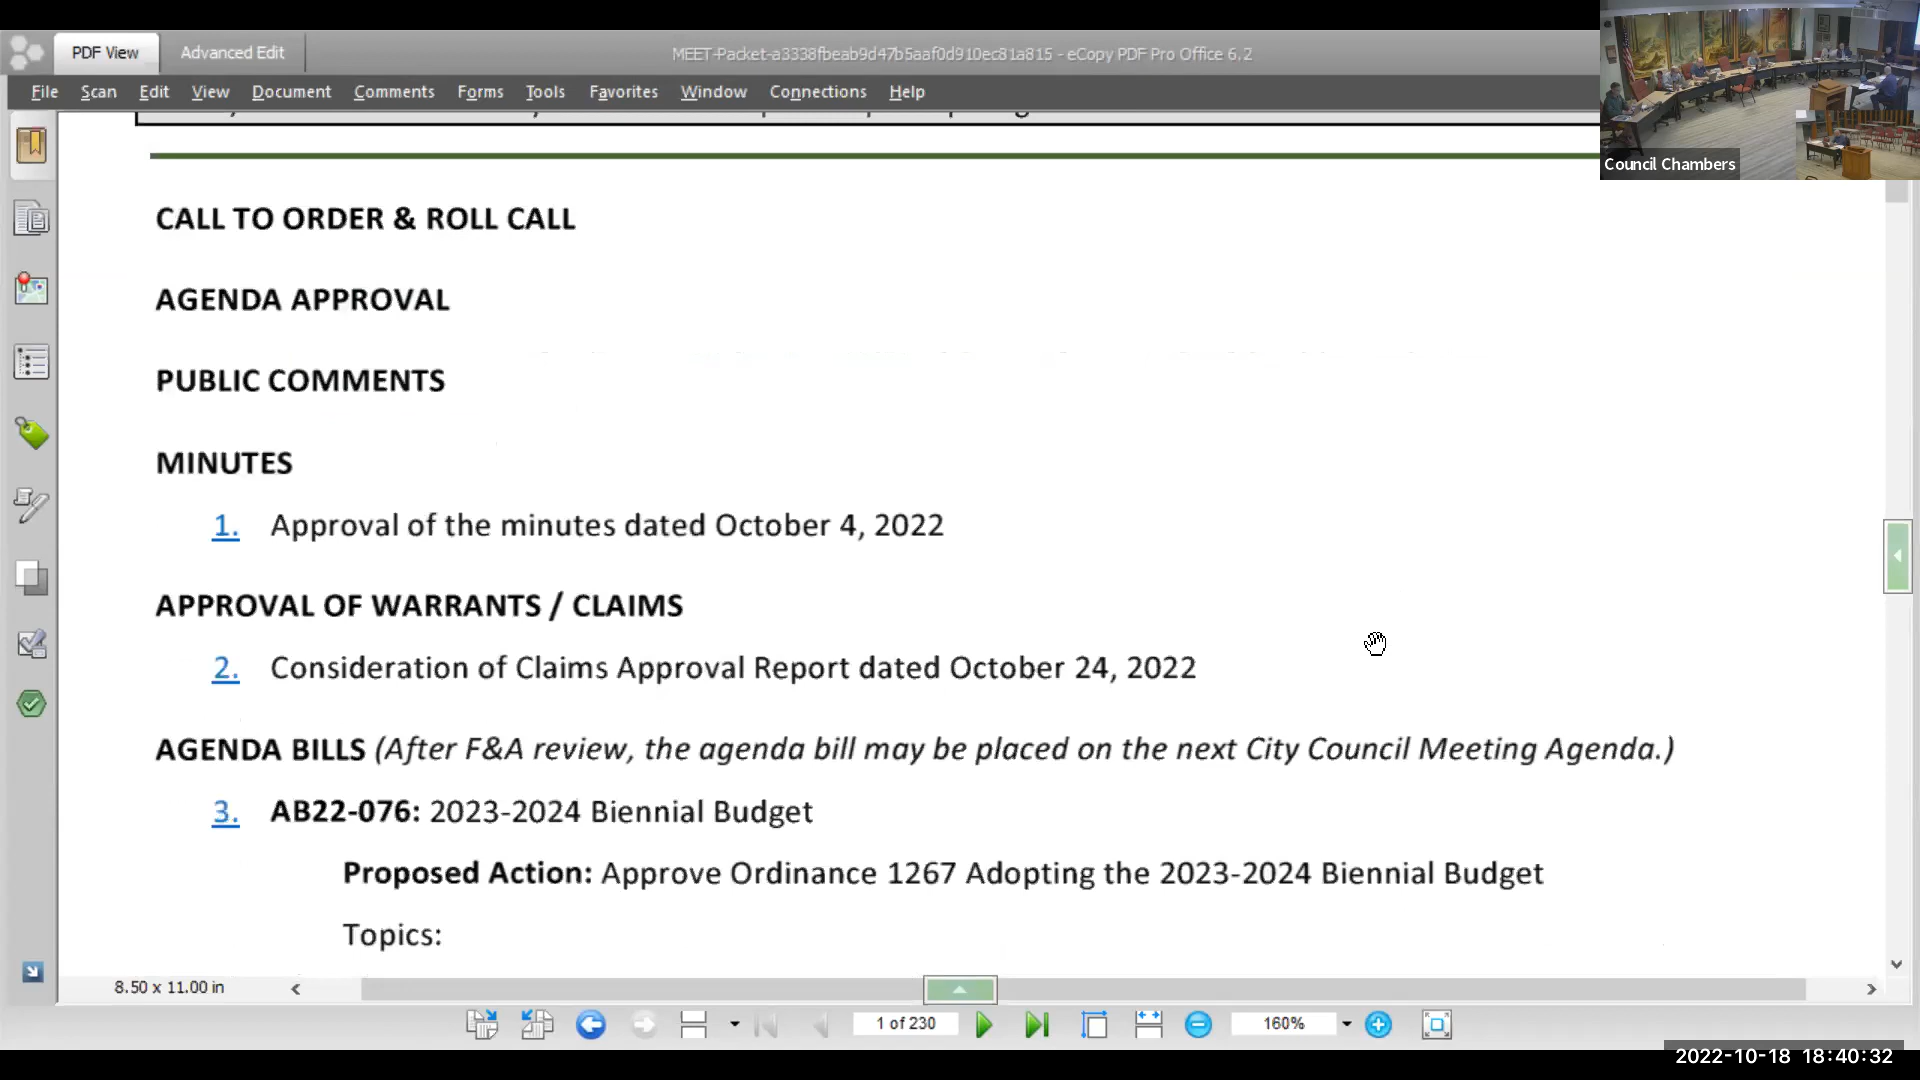 PDF View Advanced Edit MEET-Packet-a3338fbeab9d47b5aaf0d910ec81a815 - eCopy PDF Pro Office 6.2
File Scan Edit View Document Comments Forms Tools Favorites Window Connections Help
Council Chambers
CALL TO ORDER & ROLL CALL
AGENDA APPROVAL
PUBLIC COMMENTS
MINUTES
1. Approval of the minutes dated October 4, 2022
APPROVAL OF WARRANTS / CLAIMS
2. Consideration of Claims Approval Report dated October 24, 2022
AGENDA BILLS (After F&A review, the agenda bill may be placed on the next City Council Meeting Agenda.)
3. AB22-076: 2023-2024 Biennial Budget
Proposed Action: Approve Ordinance 1267 Adopting the 2023-2024 Biennial Budget
Topics:
8.50 x 11.00 in
1 of 230 160%
2022-10-18 18:40:32